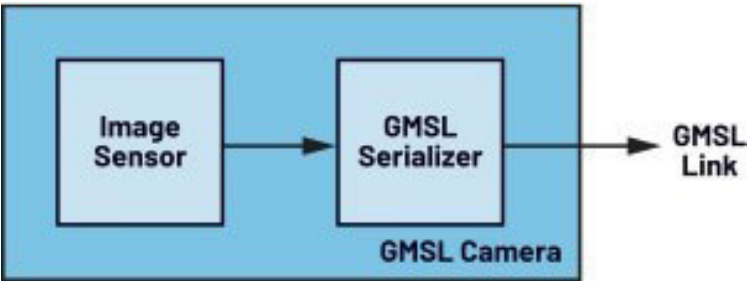 Image
Sensor
GMSL
Serializer
GMSL
Link
GMSL Camera